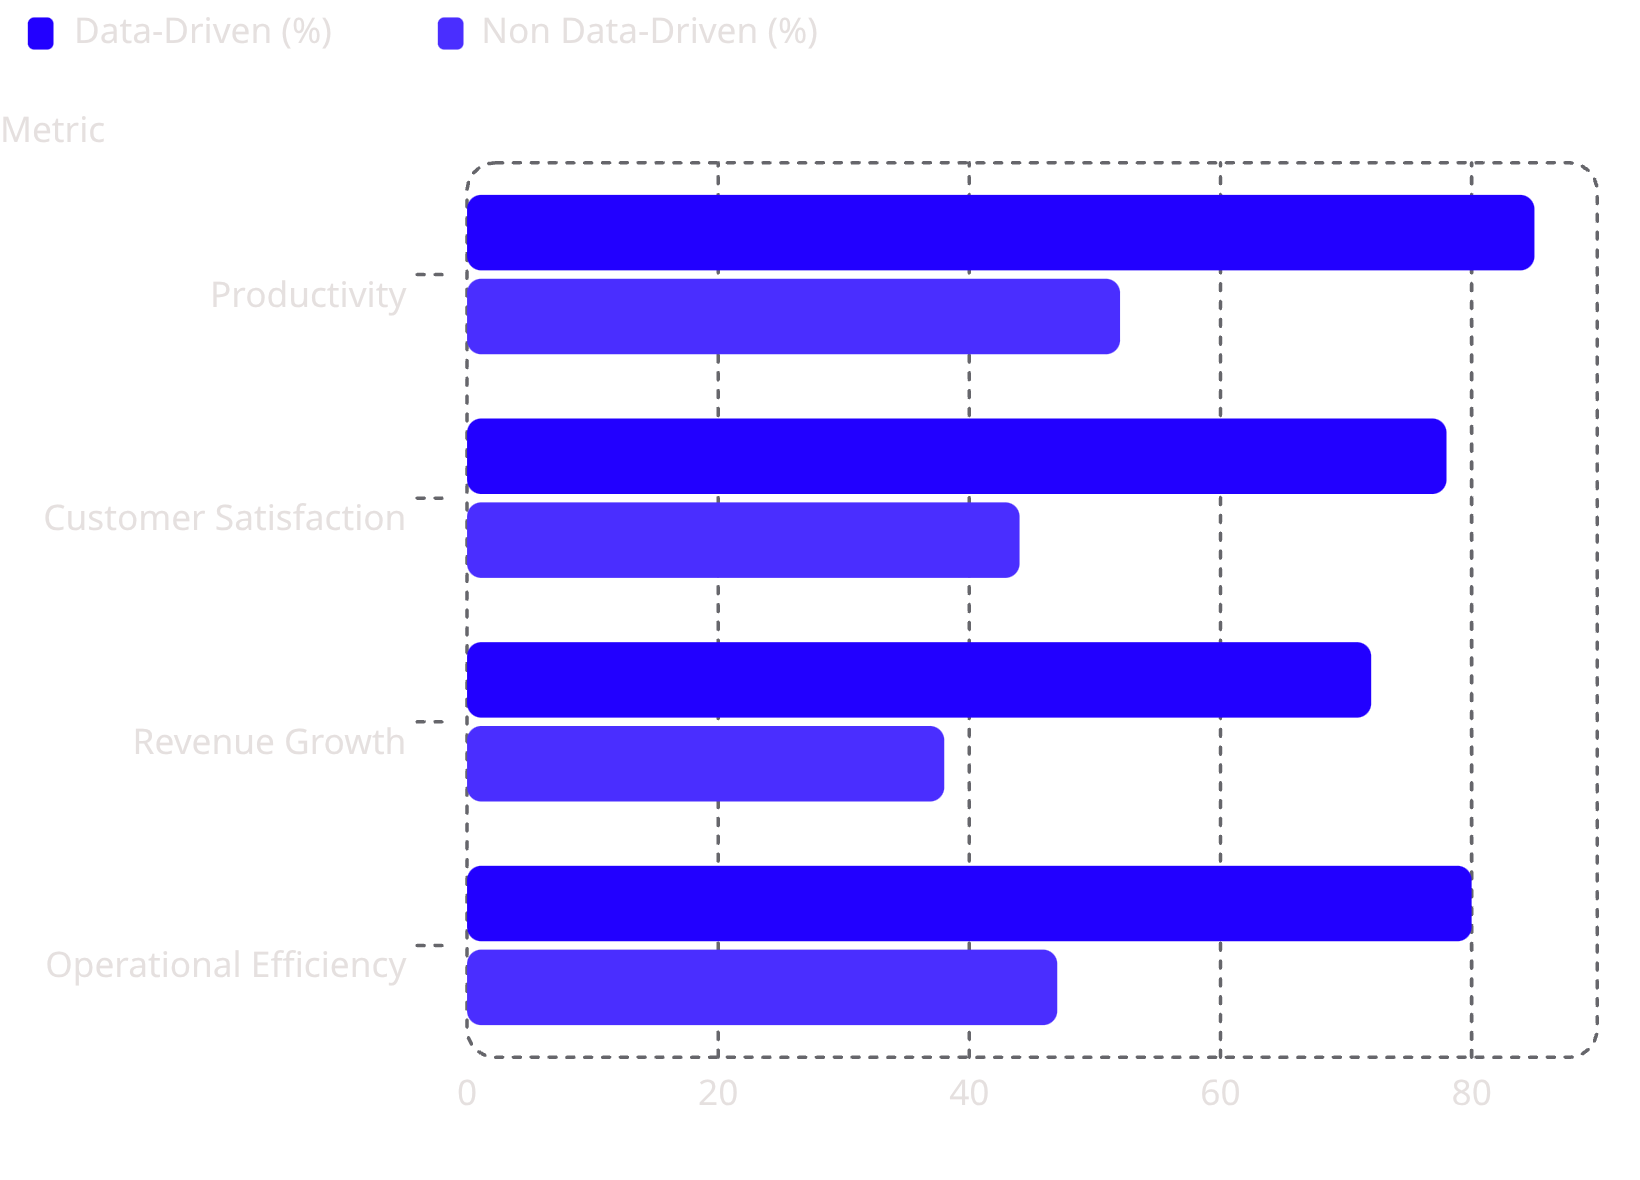 Data-Driven (%) Non Data-Driven (%)
Metric
Productivity
Customer Satisfaction
Revenue Growth
Operational Efficiency
0 20 40 60 80